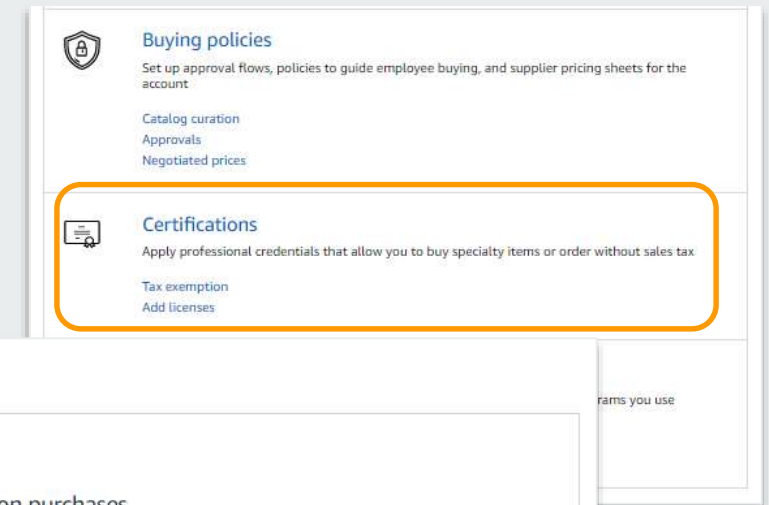 Buying policies
Set up approval flows, policies to guide employee buying, and supplier pricing sheets for the
account
Catalog curation
Approvals
Negotiated prices
Certifications
Apply professional credentials that allow you to buy specialty items or order without sales tax
Tax exemption
Add licenses
rams you use
on purchases